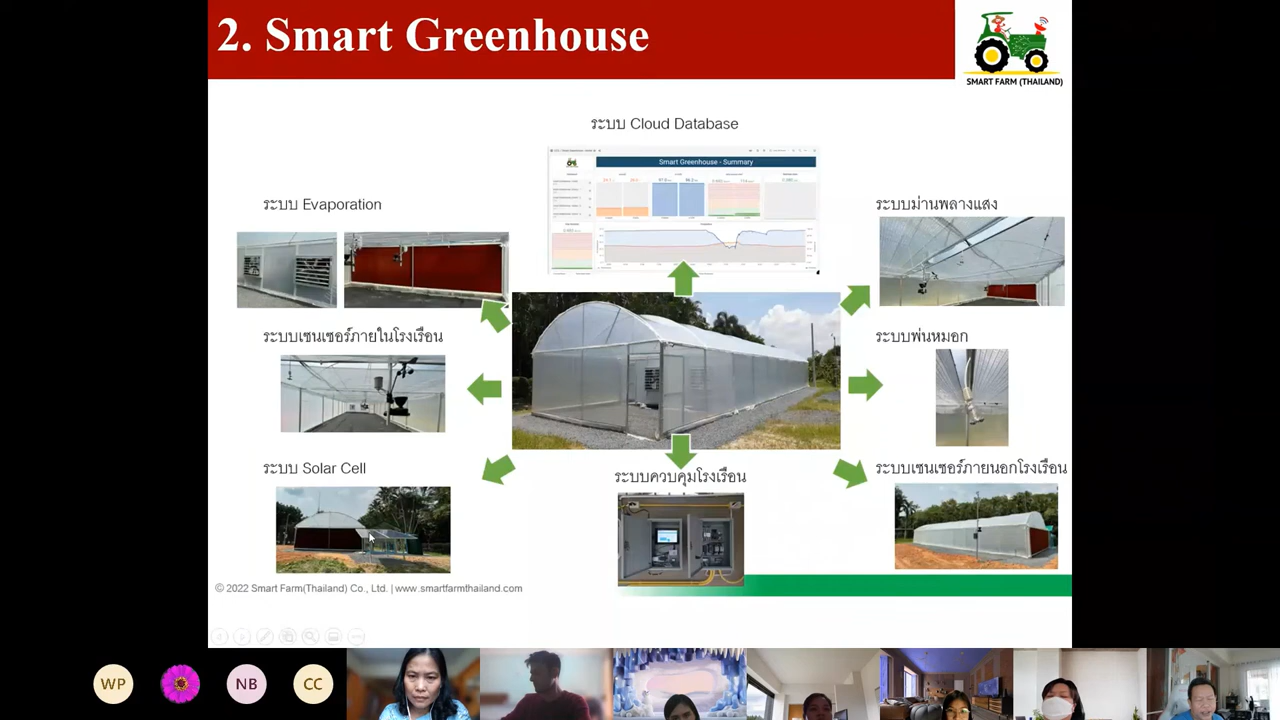 2. Smart Greenhouse
SMART FARM (THAILAND)
ระบบ Cloud Database
Smart Greenhouse - Summary
ระบบ Evaporation
ระบบม่านพลางแสง
ระบบเซนเซอร์ภายในโรงเรือน
ระบบพ่นหมอก
ระบบ Solar Cell
ระบบควบคุมโรงเรือน
ระบบเซนเซอร์ภายนอกโรงเรือน
© 2022 Smart Farm(Thailand) Co., Ltd. | www.smartfarmthailand.com
WP
NB
CC